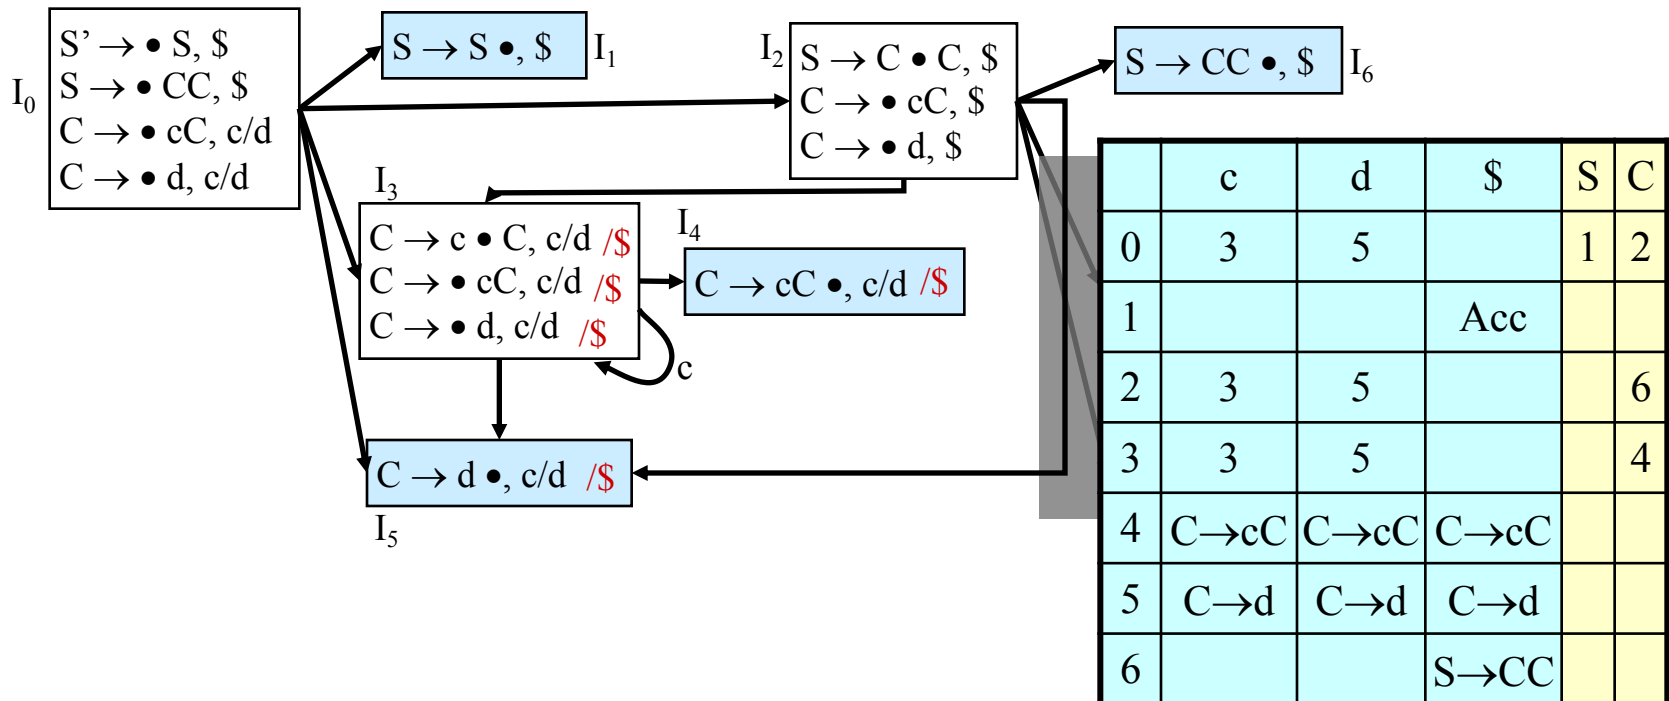 I0
S’ → • S, $
S → • CC, $
C → • cC, c/d
C → • d, c/d
S → S •, $
I1
I2
S → C • C, $
C → • cC, $
C → • d, $
S → CC •, $
I6
I3
C → c • C, c/d /$
C → • cC, c/d /$
C → • d, c/d /$
c
I4
C → cC •, c/d /$
C → d •, c/d /$
I5
c d $ S C
0 3 5 1 2
1 Acc
2 3 5 6
3 3 5 4
4 C→cC C→cC C→cC
5 C→d C→d C→d
6 S→CC